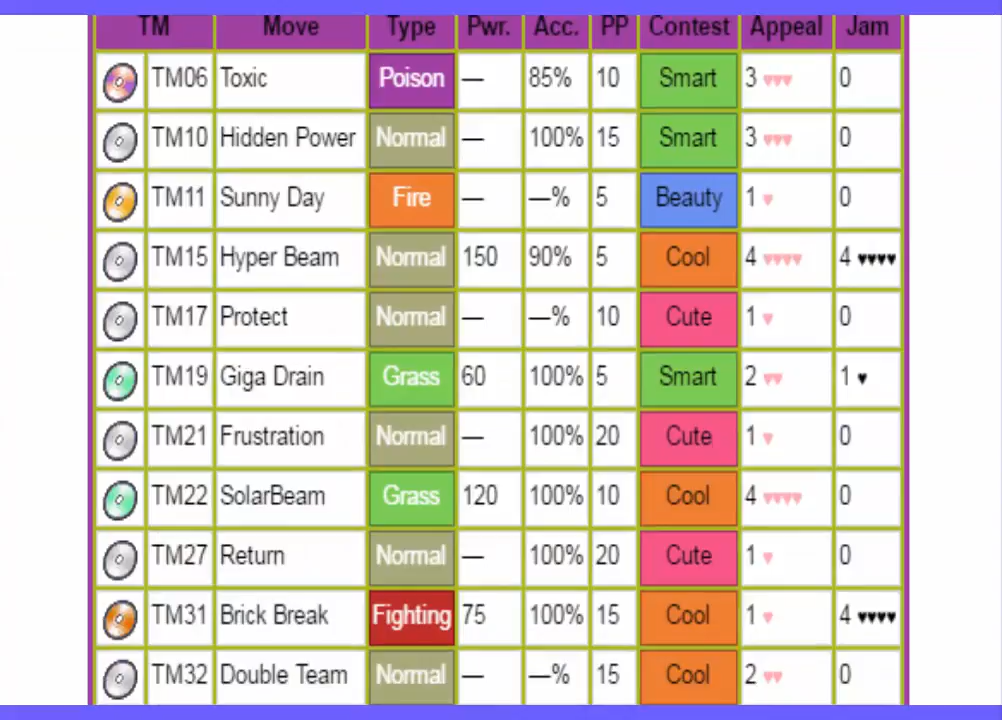 TM Move Type Pwr. Acc. PP Contest Appeal Jam
TM06 Toxic Poison — 85% 10 Smart 3 ♥♥♥ 0
TM10 Hidden Power Normal — 100% 15 Smart 3 ♥♥♥ 0
TM11 Sunny Day Fire — —% 5 Beauty 1 ♥ 0
TM15 Hyper Beam Normal 150 90% 5 Cool 4 ♥♥♥♥ 4 ♥♥♥♥
TM17 Protect Normal — —% 10 Cute 1 ♥ 0
TM19 Giga Drain Grass 60 100% 5 Smart 2 ♥♥ 1 ♥
TM21 Frustration Normal — 100% 20 Cute 1 ♥ 0
TM22 SolarBeam Grass 120 100% 10 Cool 4 ♥♥♥♥ 0
TM27 Return Normal — 100% 20 Cute 1 ♥ 0
TM31 Brick Break Fighting 75 100% 15 Cool 1 ♥ 4 ♥♥♥♥
TM32 Double Team Normal — —% 15 Cool 2 ♥♥ 0